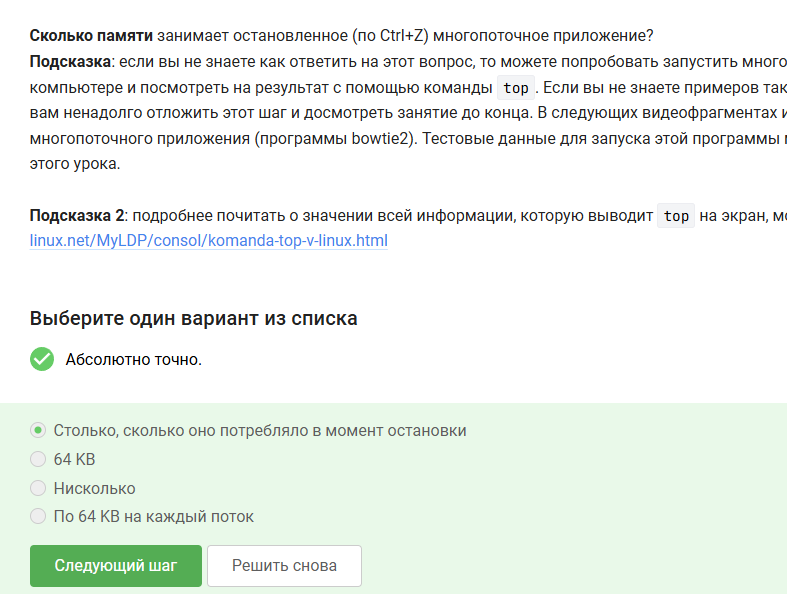 Сколько памяти занимает остановленное (по Ctrl+Z) многопоточное приложение?
Подсказка: если вы не знаете как ответить на этот вопрос, то можете попробовать запустить много
компьютере и посмотреть на результат с помощью команды top. Если вы не знаете примеров так
вам ненадолго отложить этот шаг и досмотреть занятие до конца. В следующих видеофрагментах и
многопоточного приложения (программы bowtie2). Тестовые данные для запуска этой программы
этого урока.
Подсказка 2: подробнее почитать о значении всей информации, которую выводит top на экран, мо
linux.net/MyLDP/consol/komanda-top-v-linux.html
Выберите один вариант из списка
Абсолютно точно.
Столько, сколько оно потребляло в момент остановки
64 KB
Нисколько
По 64 KB на каждый поток
Следующий шаг Решить снова